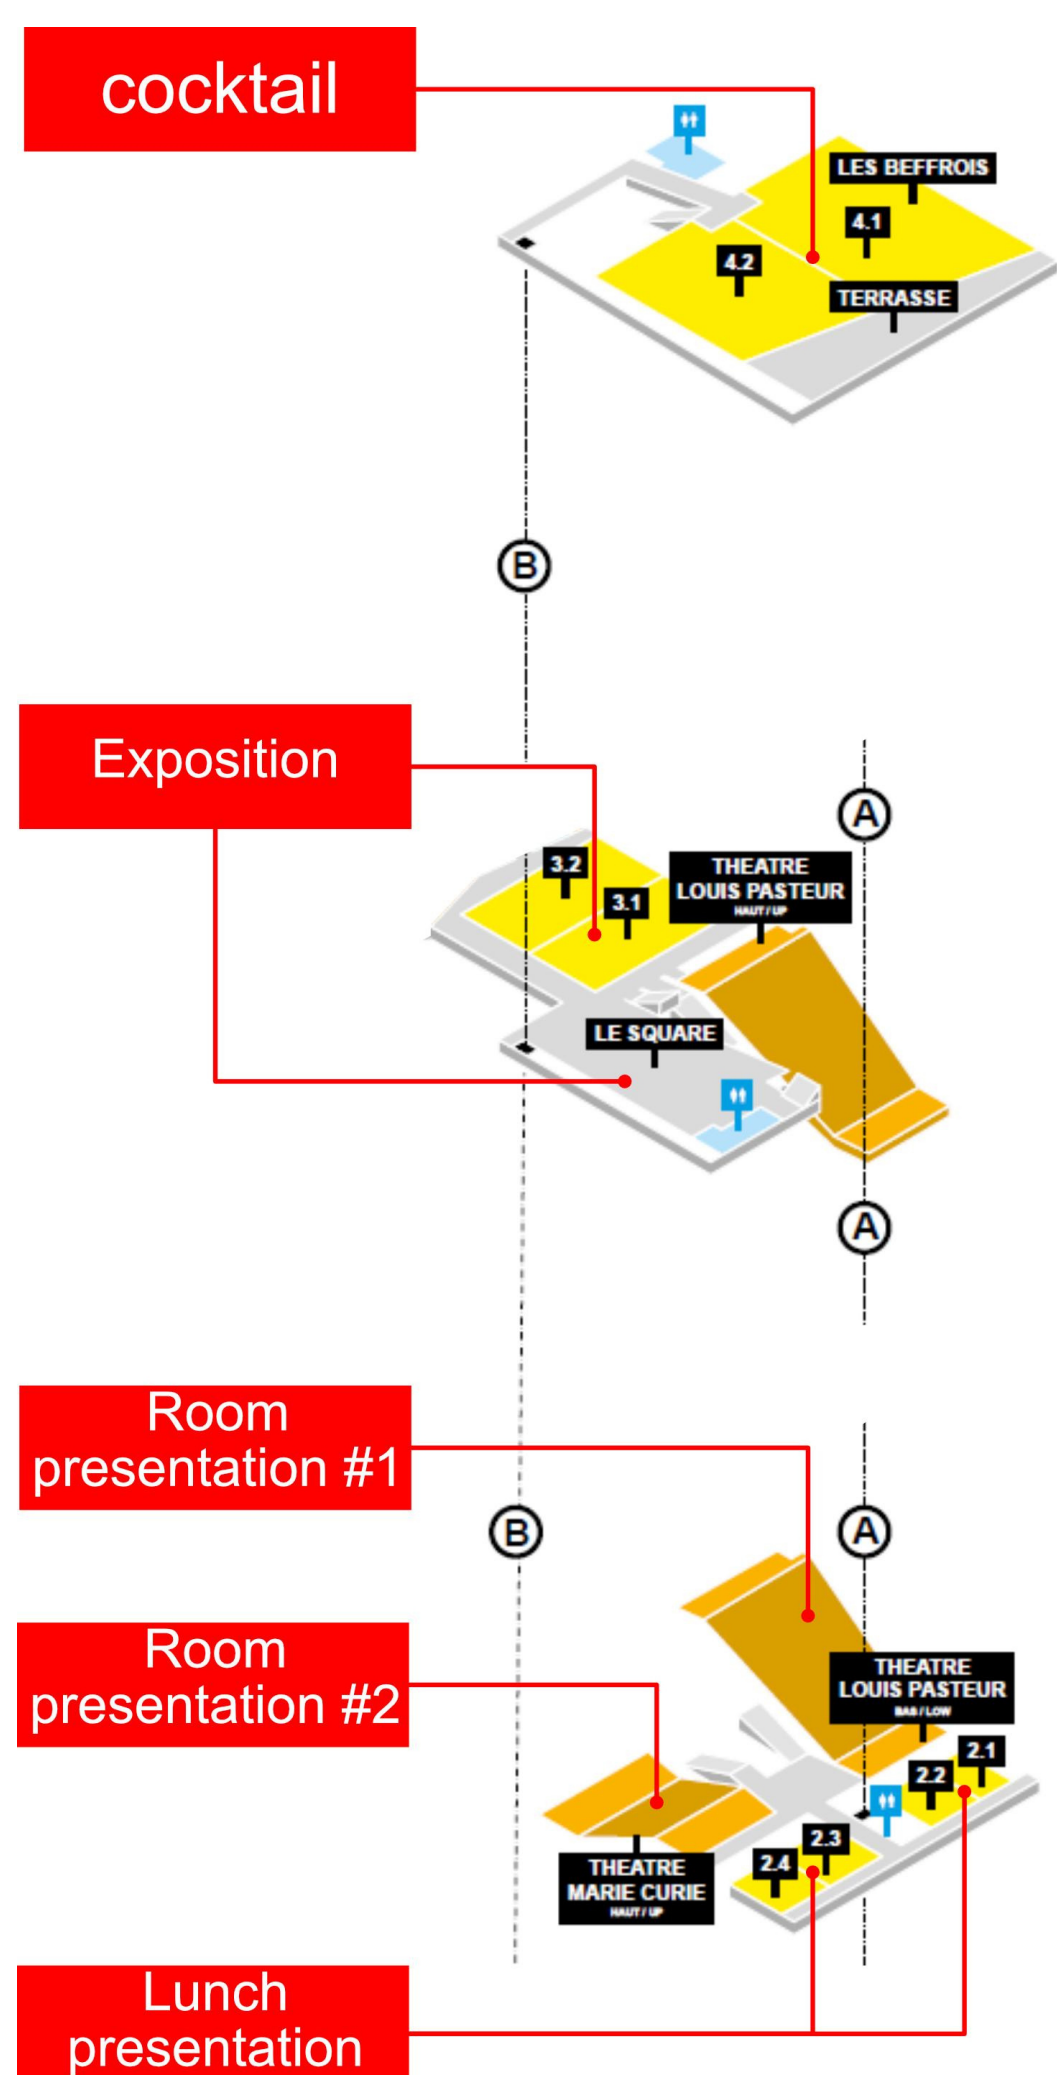 cocktail
LES BEFFROIS
4.1
4.2
TERRASSE
B
Exposition
A
3.2
3.1
THEATRE
LOUIS PASTEUR
HAUT / UP
LE SQUARE
A
Room
presentation #1
B
A
Room
presentation #2
THEATRE
LOUIS PASTEUR
BAS / LOW
2.1
2.2
2.3
2.4
THEATRE
MARIE CURIE
HAUT / UP
Lunch
presentation